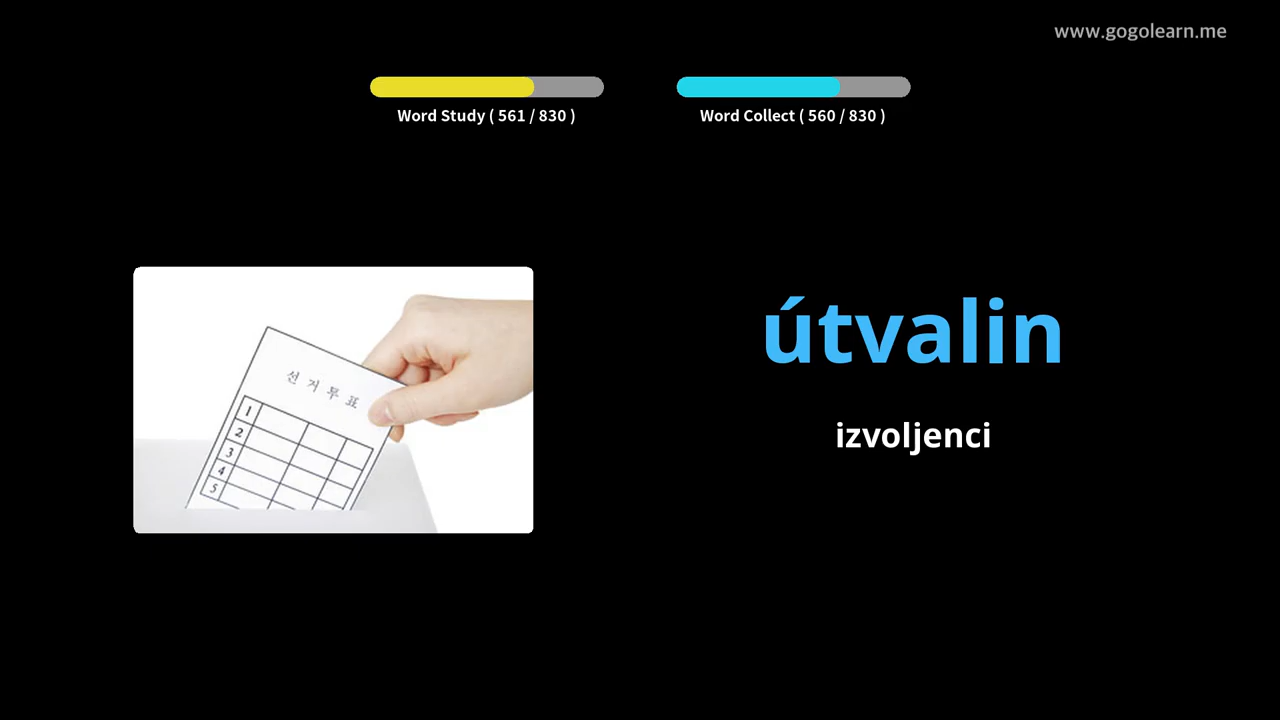 www.gogolearn.me
Word Study ( 561 / 830 )
Word Collect ( 560 / 830 )
선거투표
1
2
3
4
5
útvalin
izvoljenci